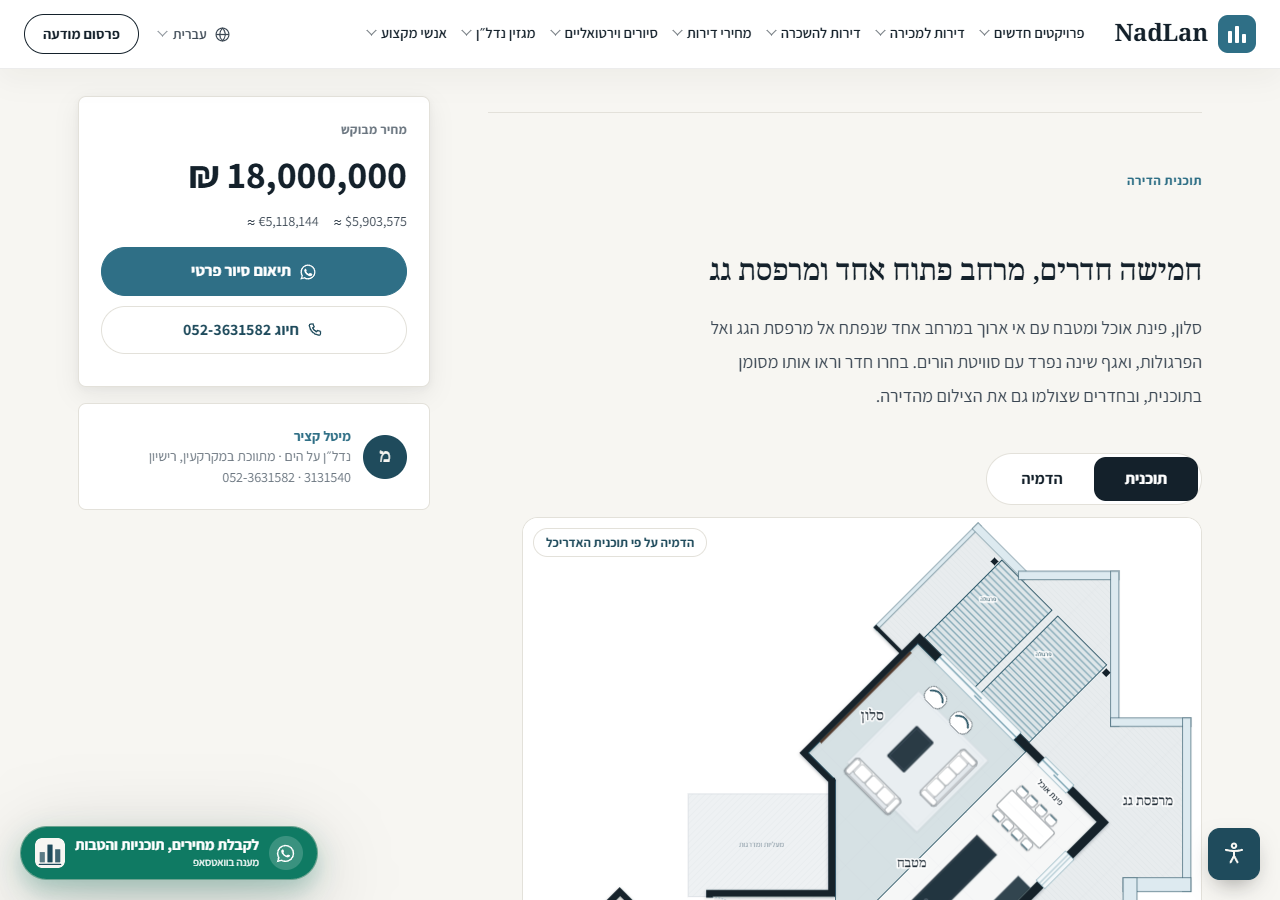 NadLan
פרויקטים חדשים
דירות למכירה
דירות להשכרה
מחירי דירות
סיורים וירטואליים
מגזין נדל״ן
אנשי מקצוע
עברית
פרסום מודעה
מחיר מבוקש
18,000,000 ₪
≈ $5,903,575 ≈ €5,118,144
תיאום סיור פרטי
חיוג 052-3631582
מ
מיטל קציר
נדל״ן על הים · מתווכת במקרקעין, רישיון
3131540 · 052-3631582
תוכנית הדירה
חמישה חדרים, מרחב פתוח אחד ומרפסת גג
סלון, פינת אוכל ומטבח עם אי ארוך במרחב אחד שנפתח אל מרפסת הגג ואל
הפרגולות, ואגף שינה נפרד עם סוויטת הורים. בחרו חדר וראו אותו מסומן
בתוכנית, ובחדרים שצולמו גם את הצילום מהדירה.
תוכנית
הדמיה
הדמיה על פי תוכנית האדריכל
פרגולה
פרגולה
סלון
פינת אוכל
מרפסת גג
מעליות ומדרגות
מטבח
לקבלת מחירים, תוכניות והטבות
מענה בוואטסאפ